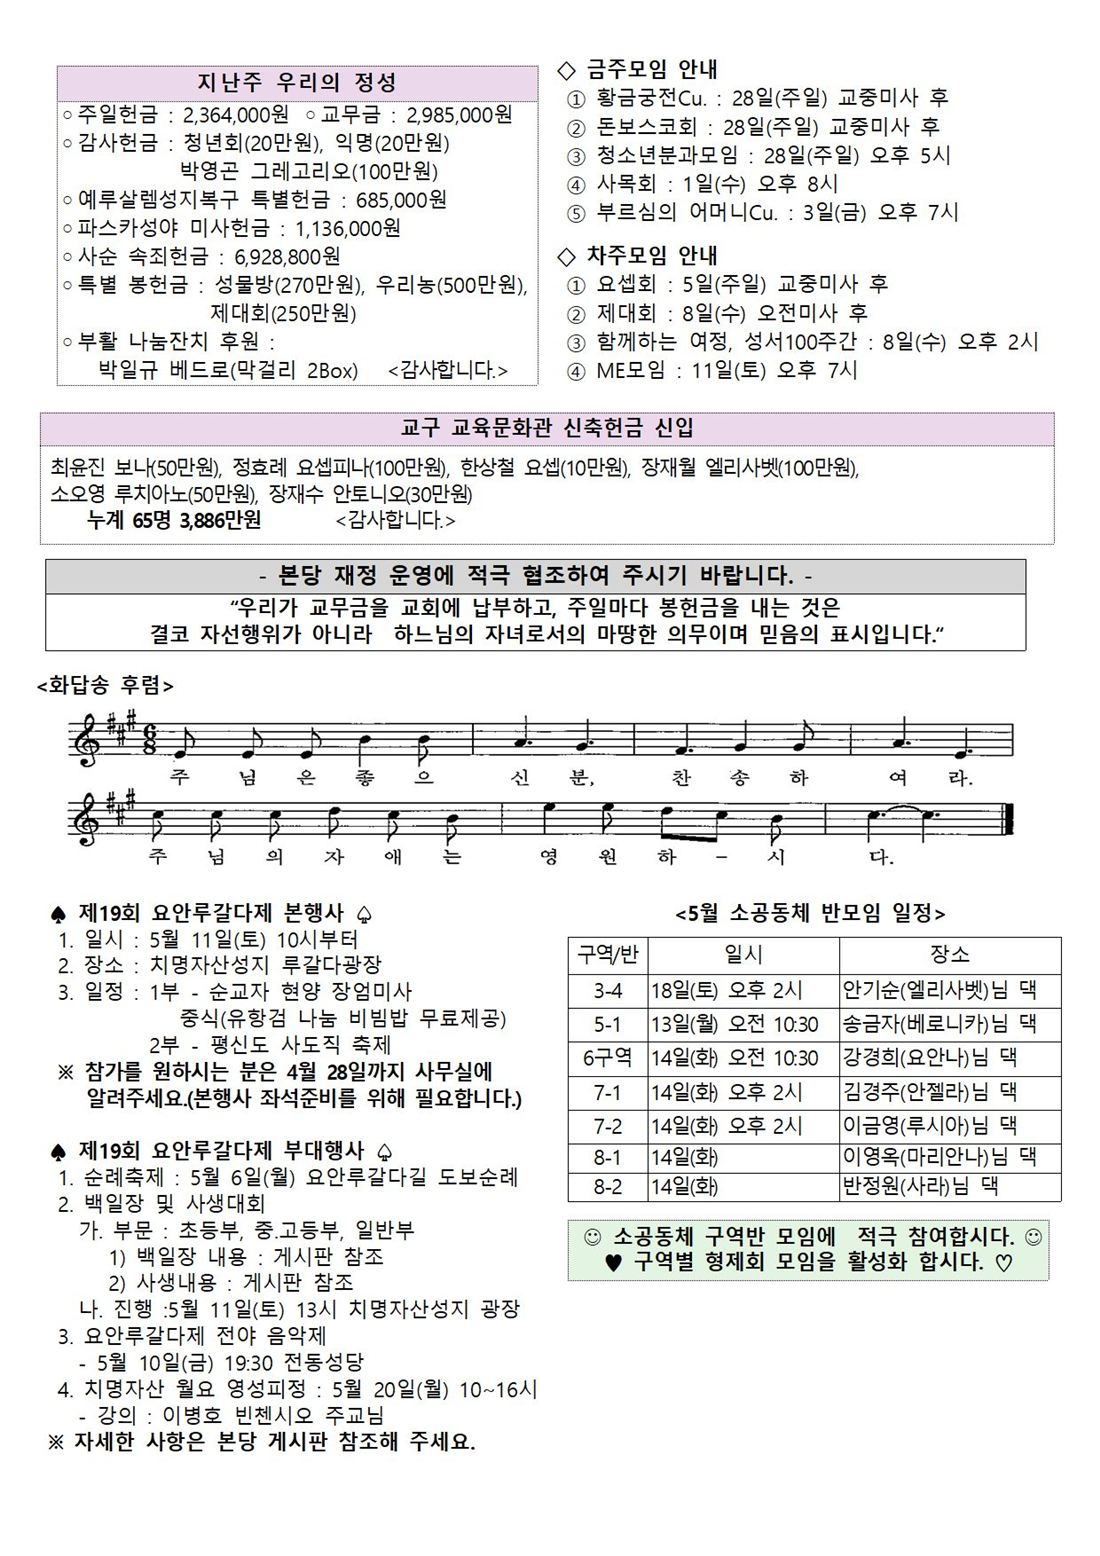 지난주 우리의 정성
○ 주일헌금 : 2,364,000원 ○ 교무금 : 2,985,000원
○ 감사헌금 : 청년회(20만원), 익명(20만원)
박영곤 그레고리오(100만원)
○ 예루살렘성지복구 특별헌금 : 685,000원
○ 파스카성야 미사헌금 : 1,136,000원
○ 사순 속죄헌금 : 6,928,800원
○ 특별 봉헌금 : 성물방(270만원), 우리농(500만원),
제대회(250만원)
○ 부활 나눔잔치 후원 :
박일규 베드로(막걸리 2Box) <감사합니다.>
◇ 금주모임 안내
① 황금궁전Cu. : 28일(주일) 교중미사 후
② 돈보스코회 : 28일(주일) 교중미사 후
③ 청소년분과모임 : 28일(주일) 오후 5시
④ 사목회 : 1일(수) 오후 8시
⑤ 부르심의 어머니Cu. : 3일(금) 오후 7시
◇ 차주모임 안내
① 요셉회 : 5일(주일) 교중미사 후
② 제대회 : 8일(수) 오전미사 후
③ 함께하는 여정, 성서100주간 : 8일(수) 오후 2시
④ ME모임 : 11일(토) 오후 7시
교구 교육문화관 신축헌금 신입
최윤진 보나(50만원), 정효례 요셉피나(100만원), 한상철 요셉(10만원), 장재월 엘리사벳(100만원),
소오영 루치아노(50만원), 장재수 안토니오(30만원)
누계 65명 3,886만원 <감사합니다.>
- 본당 재정 운영에 적극 협조하여 주시기 바랍니다. -
“우리가 교무금을 교회에 납부하고, 주일마다 봉헌금을 내는 것은
결코 자선행위가 아니라 하느님의 자녀로서의 마땅한 의무이며 믿음의 표시입니다.“
<화답송 후렴>
6
8
주 님 은 좋 으 신 분, 찬 송 하 여 라.
주 님 의 자 애 는 영 원 하 - 시 다.
♠ 제19회 요안루갈다제 본행사 ♤
1. 일시 : 5월 11일(토) 10시부터
2. 장소 : 치명자산성지 루갈다광장
3. 일정 : 1부 - 순교자 현양 장엄미사
중식(유항검 나눔 비빔밥 무료제공)
2부 - 평신도 사도직 축제
※ 참가를 원하시는 분은 4월 28일까지 사무실에
알려주세요.(본행사 좌석준비를 위해 필요합니다.)
♠ 제19회 요안루갈다제 부대행사 ♤
1. 순례축제 : 5월 6일(월) 요안루갈다길 도보순례
2. 백일장 및 사생대회
가. 부문 : 초등부, 중.고등부, 일반부
1) 백일장 내용 : 게시판 참조
2) 사생내용 : 게시판 참조
나. 진행 :5월 11일(토) 13시 치명자산성지 광장
3. 요안루갈다제 전야 음악제
- 5월 10일(금) 19:30 전동성당
4. 치명자산 월요 영성피정 : 5월 20일(월) 10~16시
- 강의 : 이병호 빈첸시오 주교님
※ 자세한 사항은 본당 게시판 참조해 주세요.
<5월 소공동체 반모임 일정>
구역/반 일시 장소
3-4 18일(토) 오후 2시 안기순(엘리사벳)님 댁
5-1 13일(월) 오전 10:30 송금자(베로니카)님 댁
6구역 14일(화) 오전 10:30 강경희(요안나)님 댁
7-1 14일(화) 오후 2시 김경주(안젤라)님 댁
7-2 14일(화) 오후 2시 이금영(루시아)님 댁
8-1 14일(화) 이영옥(마리안나)님 댁
8-2 14일(화) 반정원(사라)님 댁
☺ 소공동체 구역반 모임에 적극 참여합시다. ☺
♥ 구역별 형제회 모임을 활성화 합시다. ♡